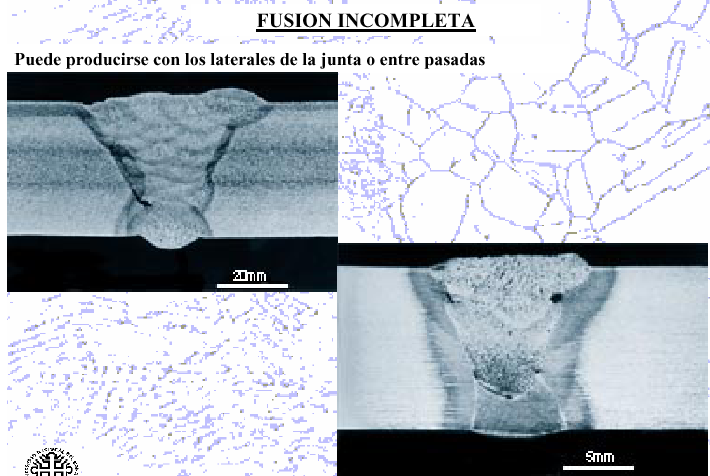 FUSION INCOMPLETA
Puede producirse con los laterales de la junta o entre pasadas
20mm
5mm